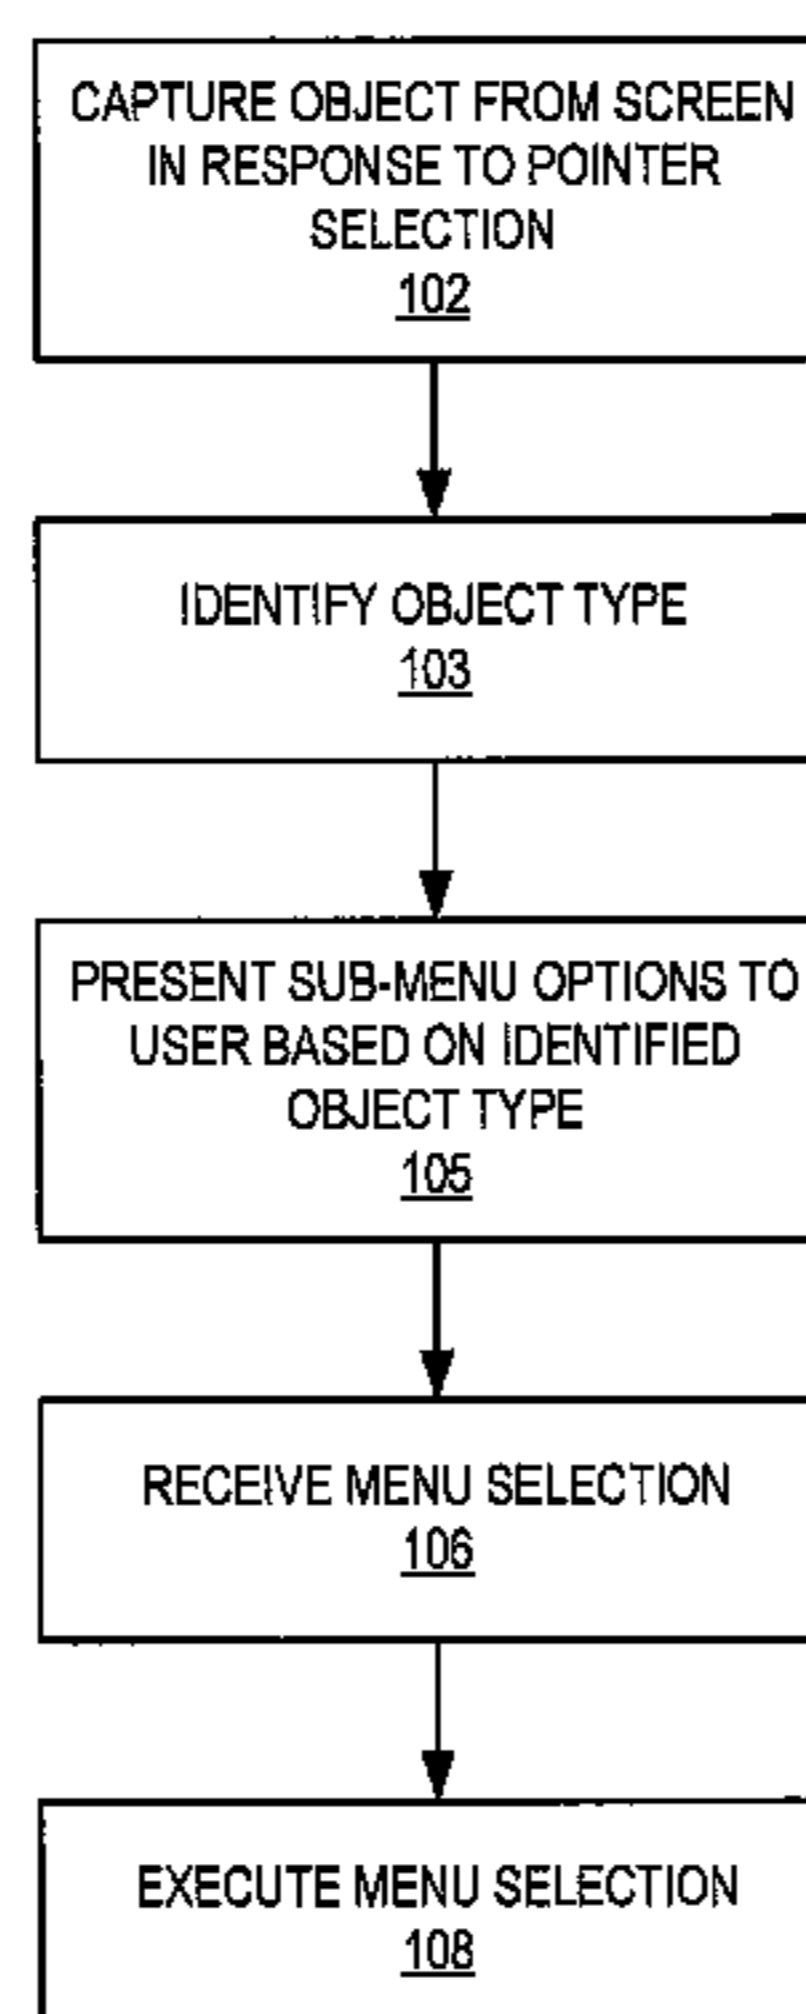 CAPTURE OBJECT FROM SCREEN
IN RESPONSE TO POINTER
SELECTION
102
IDENTIFY OBJECT TYPE
103
PRESENT SUB-MENU OPTIONS TO
USER BASED ON IDENTIFIED
OBJECT TYPE
105
RECEIVE MENU SELECTION
106
EXECUTE MENU SELECTION
108